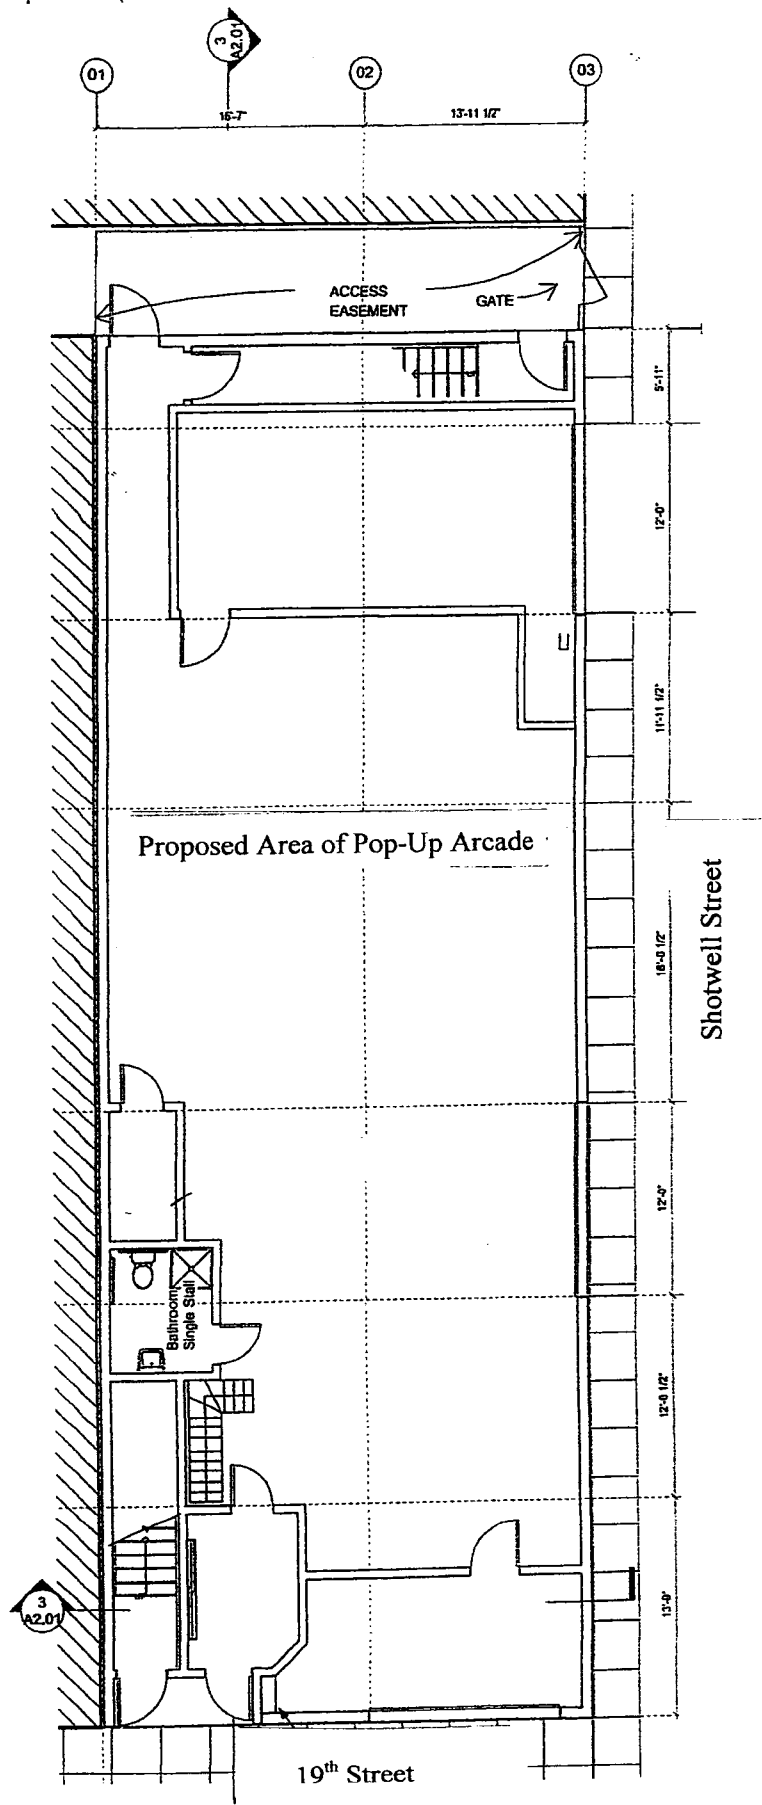 3
A2.01
01
02
03
16'-7"
13'-11 1/2"
ACCESS
EASEMENT
GATE
5'-11"
12'-0"
11'-11 1/2"
Proposed Area of Pop-Up Arcade
Shotwell Street
18'-0 1/2"
12'-0"
Bathroom
Single Stall
12'-0 1/2"
3
A2.01
13'-0"
19th Street